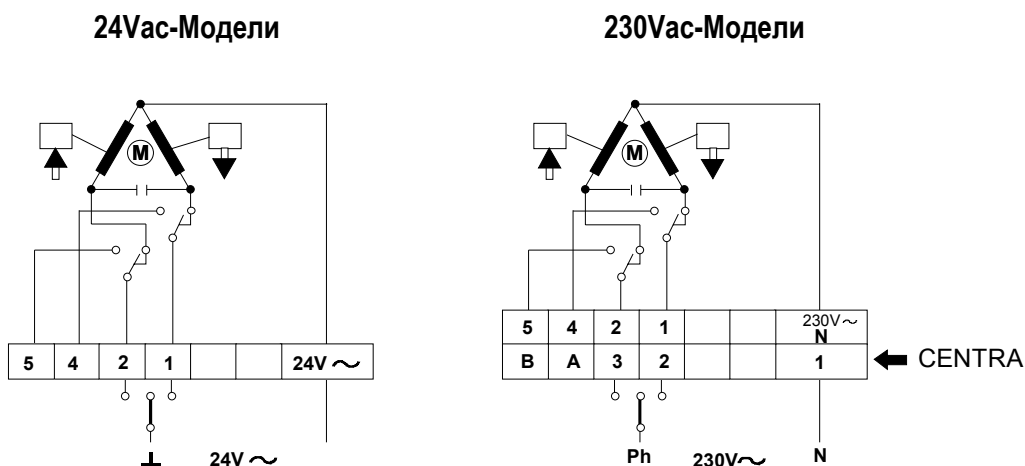 24Vac-Модели
230Vac-Модели
M
5 4 2 1 24V ~
24V ~
M
5 4 2 1 230V~ N
B A 3 2 1 CENTRA
Ph 230V~ N